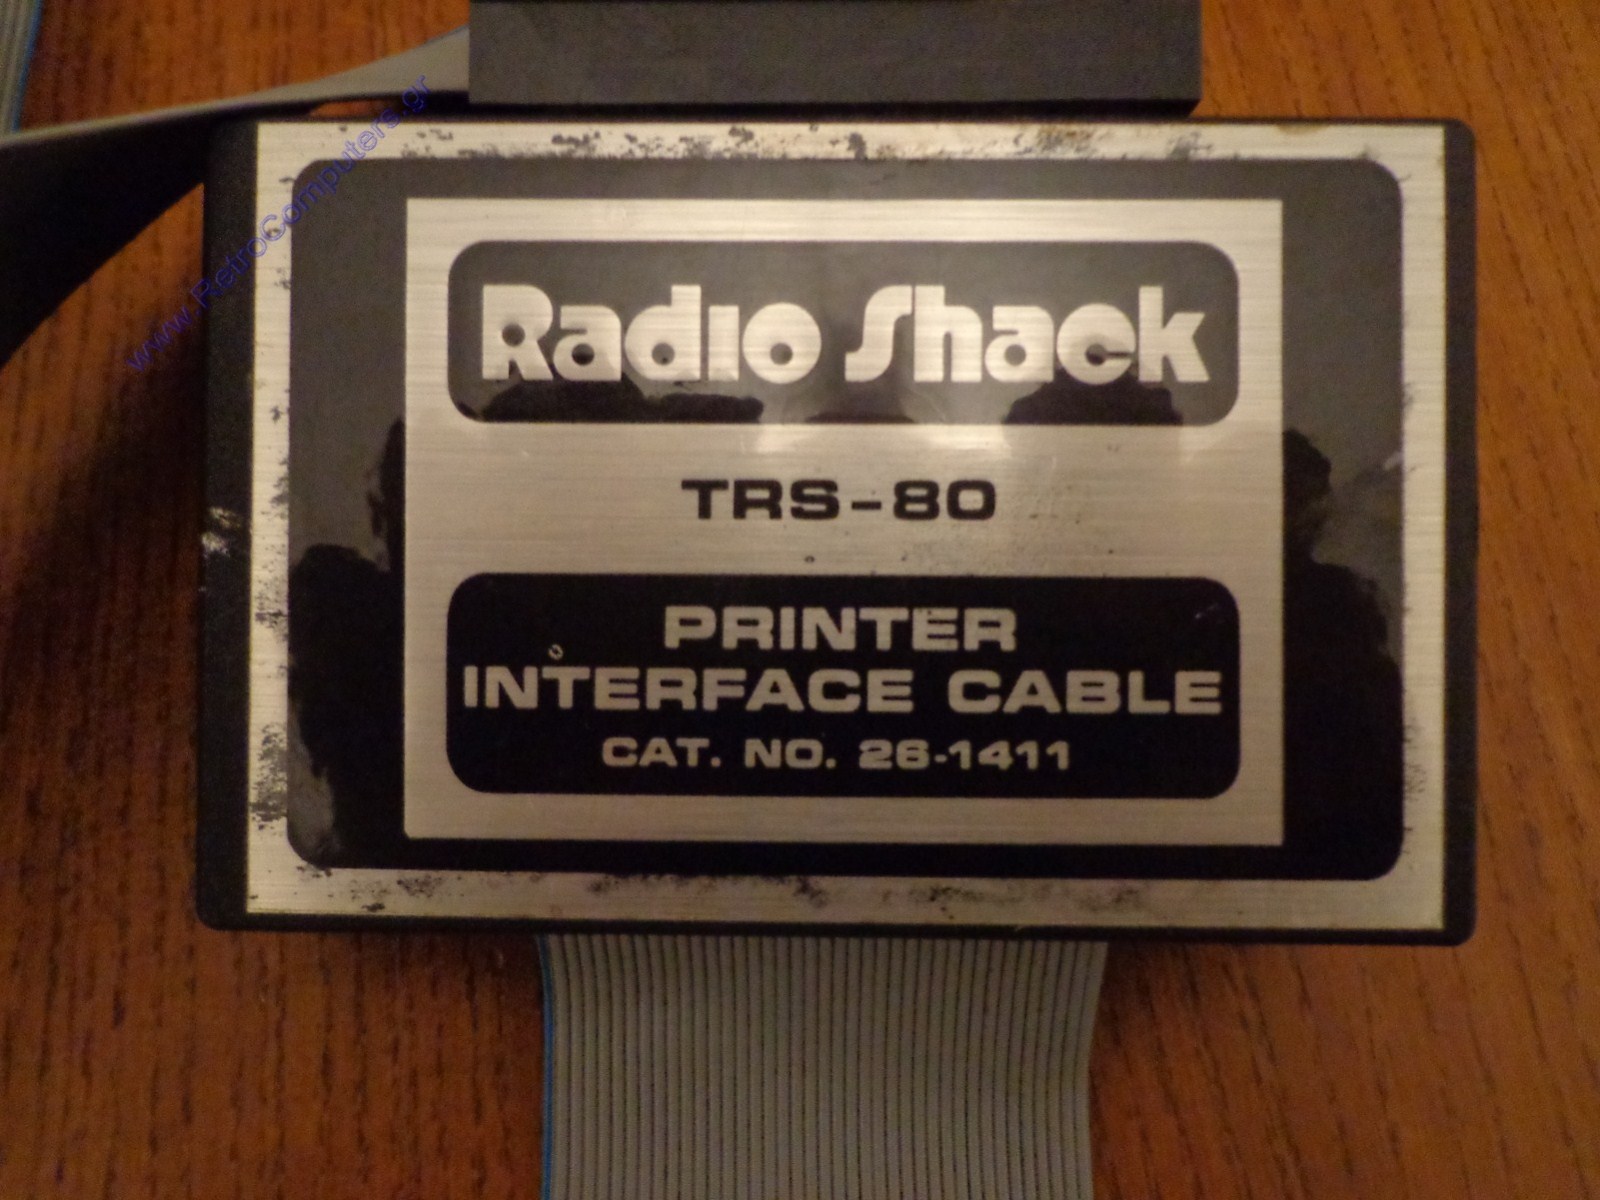 www.RetroComputers.gr
Radio Shack
TRS-80
PRINTER
INTERFACE CABLE
CAT. NO. 26-1411